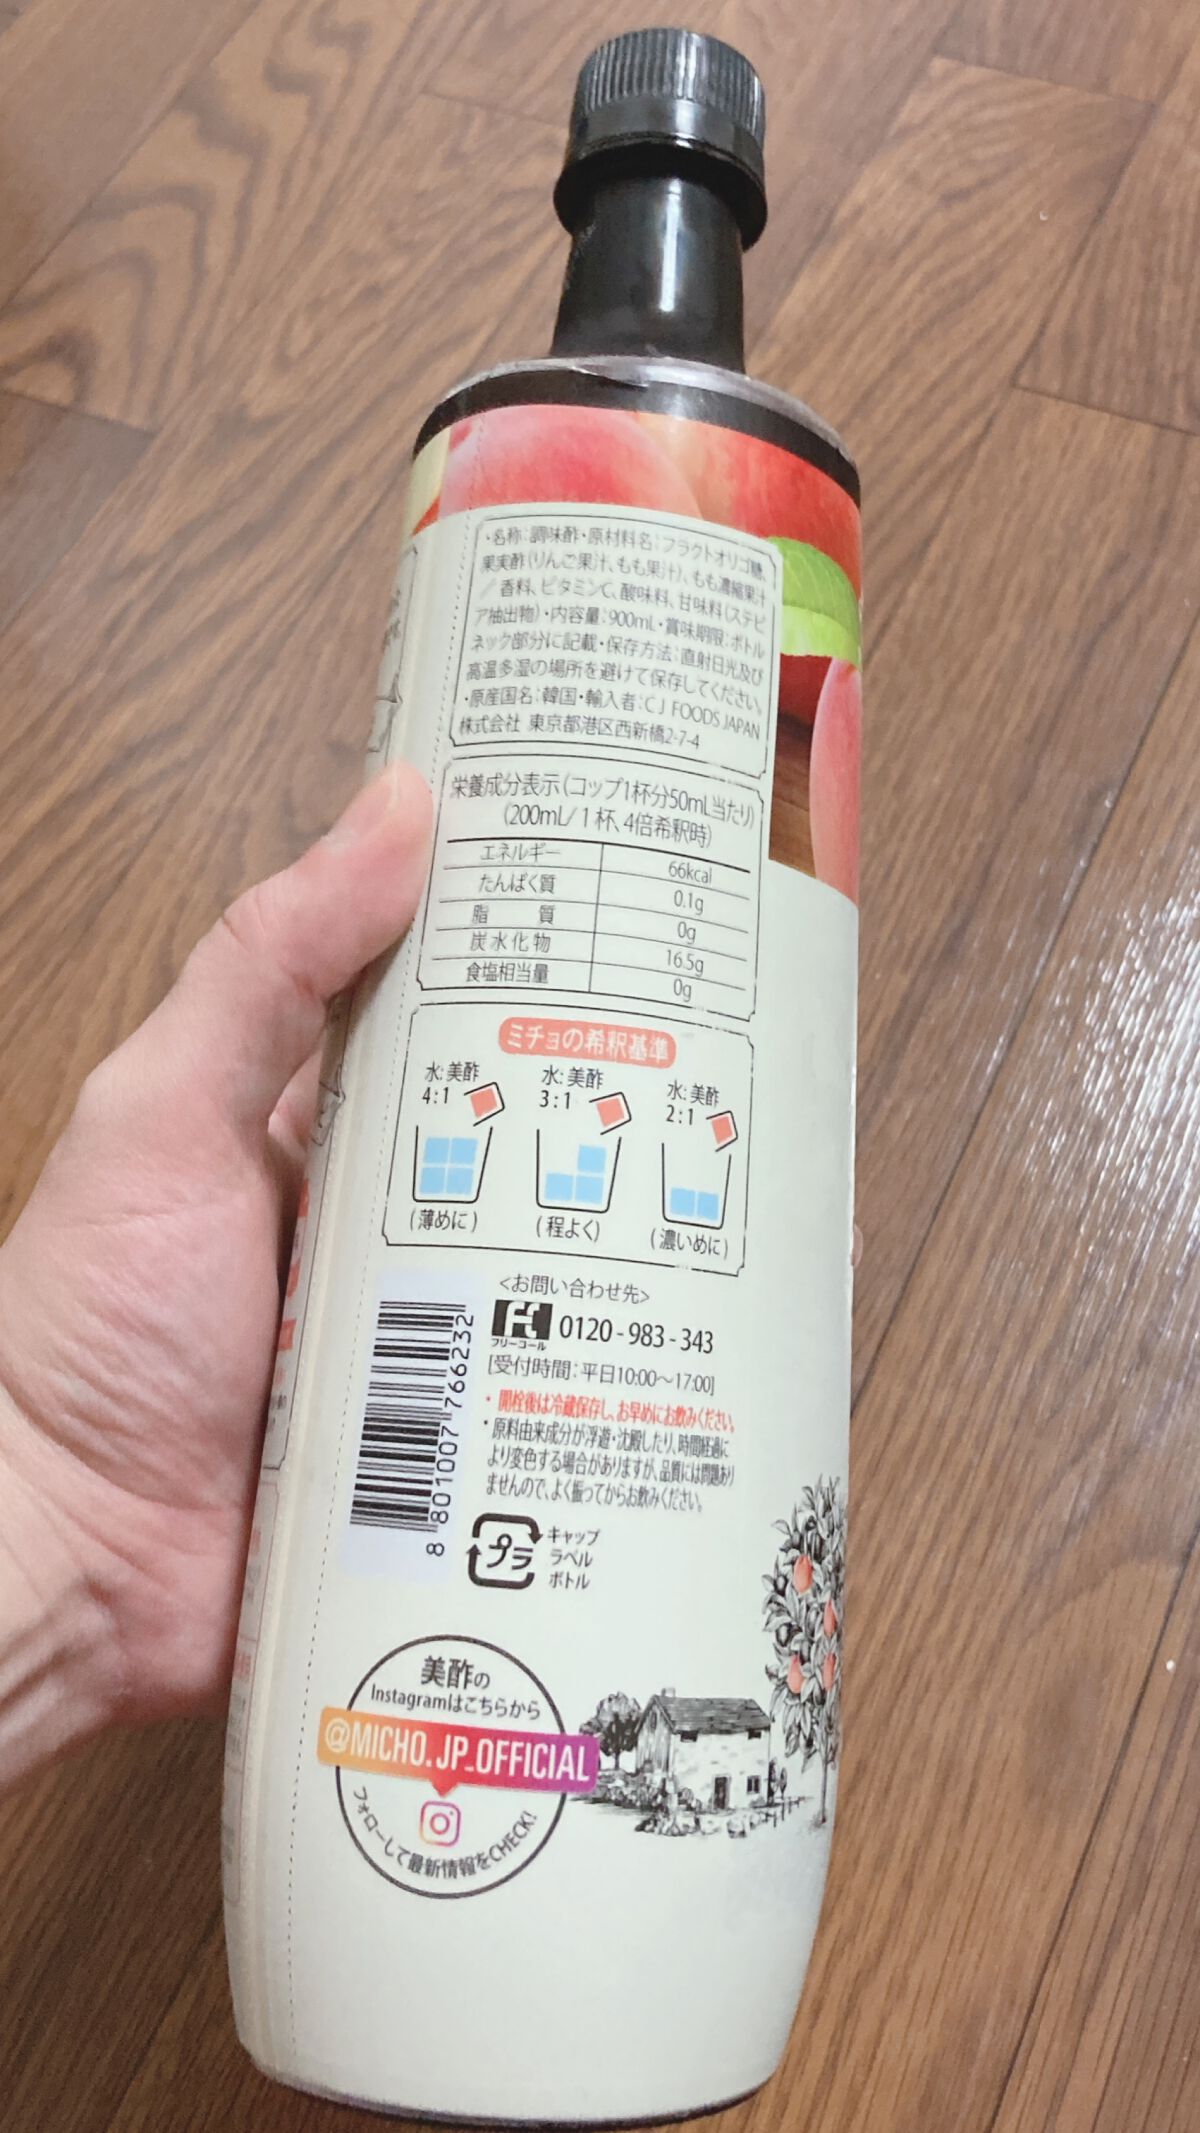 ・名称：調味酢・原材料名：フラクトオリゴ糖、
果実酢(りんご果汁、もも果汁)、もも濃縮果汁
／香料、ビタミンC、酸味料、甘味料(ステビ
ア抽出物)・内容量：900mL・賞味期限：ボトル
ネック部分に記載・保存方法：直射日光及び
高温多湿の場所を避けて保存してください。
・原産国名：韓国・輸入者：CJ FOODS JAPAN
株式会社 東京都港区西新橋2-7-4
栄養成分表示(コップ1杯分50mL当たり)
(200mL/1杯、4倍希釈時)
エネルギー 66kcal
たんぱく質 0.1g
脂 質 0g
炭水化物 16.5g
食塩相当量 0g
ミチョの希釈基準
水：美酢 4：1
水：美酢 3：1
水：美酢 2：1
(薄めに) (程よく) (濃いめに)
<お問い合わせ先>
フリーコール 0120-983-343
[受付時間：平日10:00～17:00]
・開栓後は冷蔵保存し、お早めにお飲みください。
・原料由来成分が浮遊・沈殿したり、時間経過に
より変色する場合がありますが、品質には問題あり
ませんので、よく振ってからお飲みください。
8 801007 766232
プラ
キャップ
ラベル
ボトル
美酢の
Instagramはこちらから
@MICHO.JP_OFFICIAL
フォローして最新情報をCHECK!